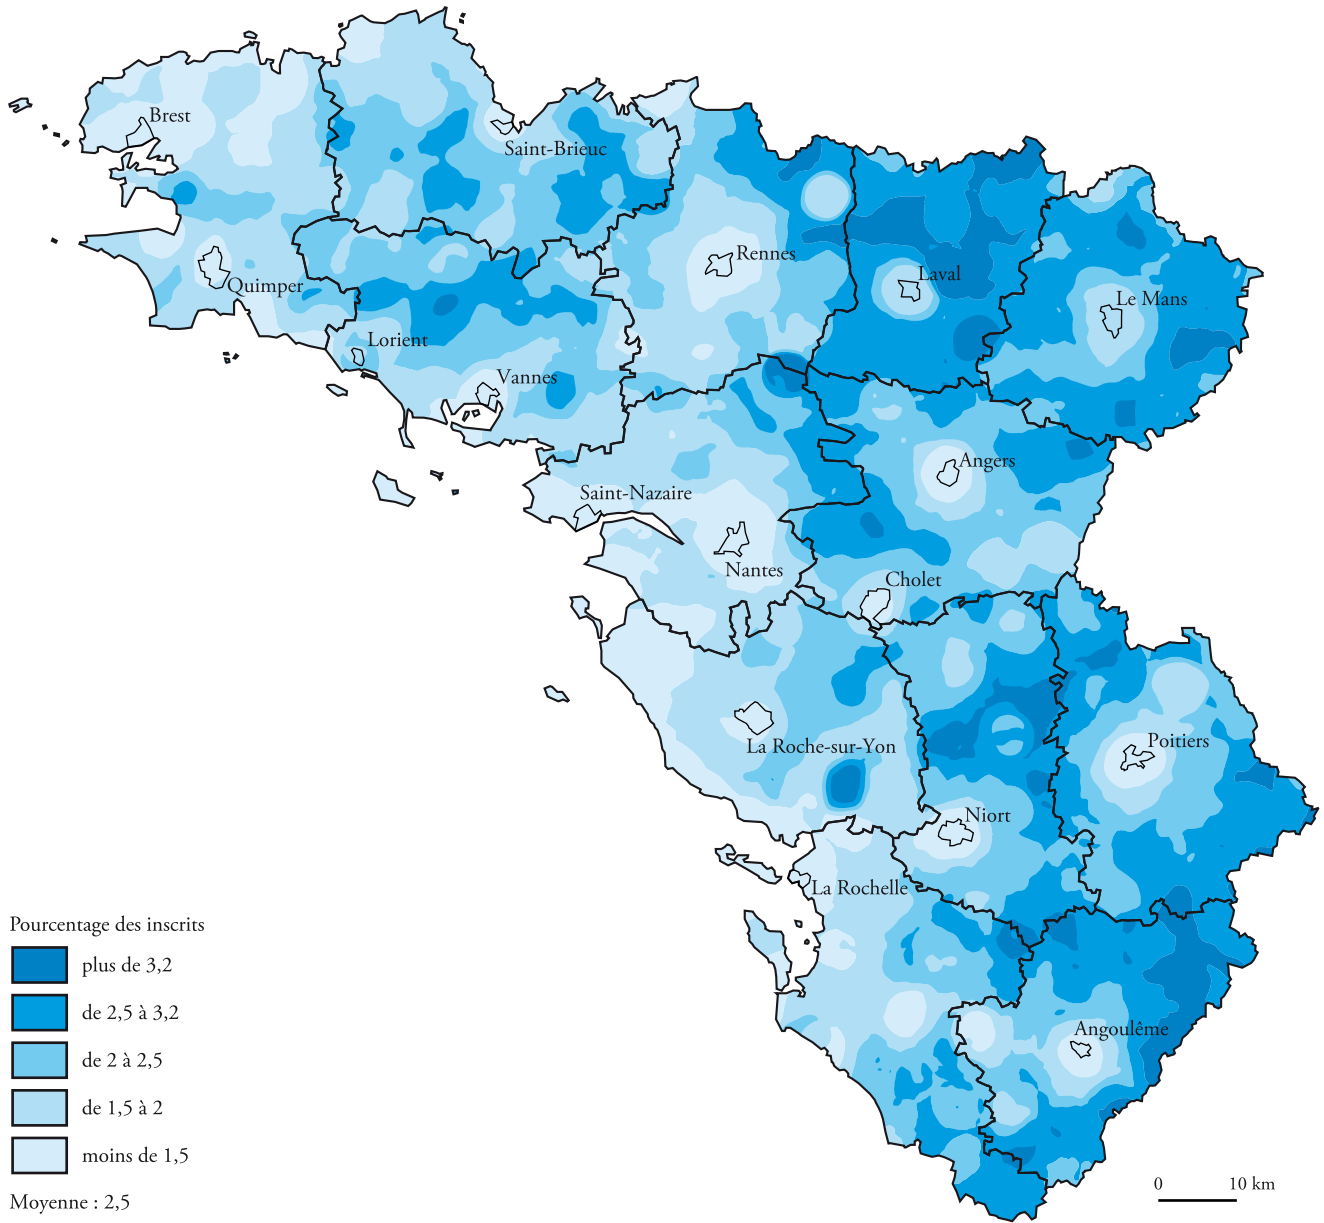 Brest
Saint-Brieuc
Rennes
Laval
Quimper
Le Mans
Lorient
Vannes
Angers
Saint-Nazaire
Nantes
Cholet
Poitiers
La Roche-sur-Yon
Niort
La Rochelle
Angoulême
Pourcentage des inscrits
plus de 3,2
de 2,5 à 3,2
de 2 à 2,5
de 1,5 à 2
moins de 1,5
Moyenne : 2,5
0 10 km